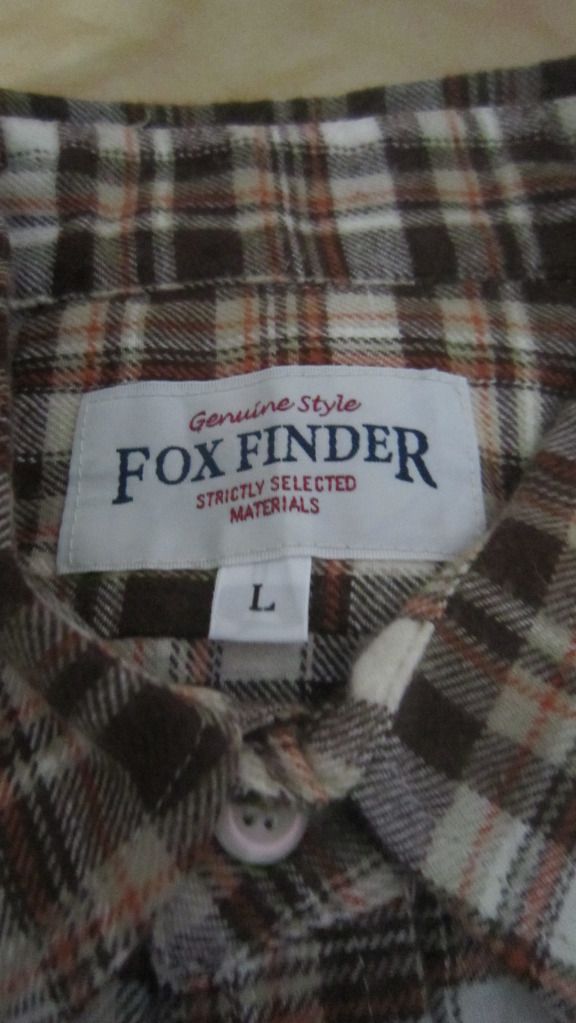 Genuine Style
FOX FINDER
STRICTLY SELECTED
MATERIALS
L